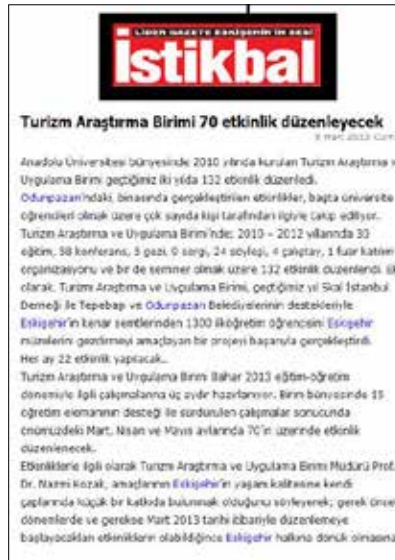 LİDER GAZETE ESKİŞEHİR'İN SESİ
istikbal
Turizm Araştırma Birimi 70 etkinlik düzenleyecek
8 Mart 2013
Anadolu Üniversitesi bünyesinde 2010 yılında kurulan Turizm Araştırma
Uygulama Birimi geçtiğimiz iki yılda 132 etkinlik düzenledi.
Odunpazarı'ndaki, binasında gerçekleştirilen etkinlikler, başta üniversite
öğrencileri olmak üzere çok sayıda kişi tarafından ilgiyle takip ediliyor.
Turizm Araştırma ve Uygulama Birimi'nde; 2010 – 2012 yıllarında 30
eğitim, 58 konferans, 5 gezi, sergi, 24 söyleşi, 4 çalıştay, 1 fuar katılım
organizasyonu ve bir de seminer olmak üzere 132 etkinlik düzenlendi.
olarak, Turizm Araştırma ve Uygulama Birimi, geçtiğimiz yıl Skal İstanbul
Derneği ile Tepebaşı ve Odunpazarı Belediyelerinin destekleriyle
Eskişehir'in kenar semtlerinden 1300 ilköğretim öğrencisini Eskişehir
müzelerini gezdirmeyi amaçlayan bir projeyi başarıyla gerçekleştirdi.
Her ay 22 etkinlik yapılacak..
Turizm Araştırma ve Uygulama Birimi Bahar 2013 eğitim-öğretim
dönemiyle ilgili çalışmalarına üç aydır hazırlanıyor. Birim bünyesinde 15
öğretim elemanının desteği ile sürdürülen çalışmalar sonucunda
önümüzdeki Mart, Nisan ve Mayıs aylarında 70'in üzerinde etkinlik
düzenlenecek.
Etkinliklerle ilgili olarak Turizm Araştırma ve Uygulama Birimi Müdürü Prof.
Dr. Nazmi Kozak, amaçlarının Eskişehir'in yaşam kalitesine kendi
çaplarında küçük bir katkıda bulunmak olduğunu söyleyerek; gerek önceki
dönemlerde ve gerekse Mart 2013 tarihi itibariyle düzenlemeye
başlayacakları etkinliklerin olabildiğince Eskişehir halkına dönük olmasına